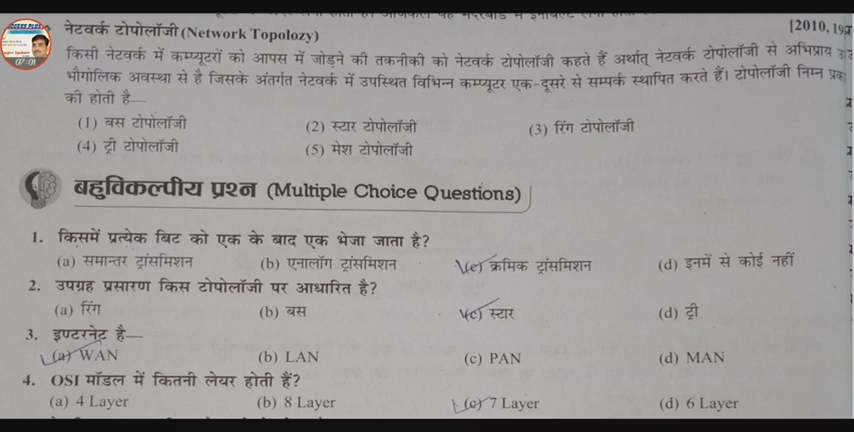 नेटवर्क टोपोलॉजी (Network Topolozy) [2010, 19
किसी नेटवर्क में कम्प्यूटरों को आपस में जोड़ने की तकनीकी को नेटवर्क टोपोलॉजी कहते हैं अर्थात् नेटवर्क टोपोलॉजी से अभिप्राय
भौगोलिक अवस्था से है जिसके अंतर्गत नेटवर्क में उपस्थित विभिन्न कम्प्यूटर एक-दूसरे से सम्पर्क स्थापित करते हैं। टोपोलॉजी निम्न प्रका
की होती है—
(1) बस टोपोलॉजी (2) स्टार टोपोलॉजी (3) रिंग टोपोलॉजी
(4) ट्री टोपोलॉजी (5) मेश टोपोलॉजी
बहुविकल्पीय प्रश्न (Multiple Choice Questions)
1. किसमें प्रत्येक बिट को एक के बाद एक भेजा जाता है?
(a) समान्तर ट्रांसमिशन (b) एनालॉग ट्रांसमिशन (c) क्रमिक ट्रांसमिशन (d) इनमें से कोई नहीं
2. उपग्रह प्रसारण किस टोपोलॉजी पर आधारित है?
(a) रिंग (b) बस (c) स्टार (d) ट्री
3. इण्टरनेट है—
(a) WAN (b) LAN (c) PAN (d) MAN
4. OSI मॉडल में कितनी लेयर होती हैं?
(a) 4 Layer (b) 8 Layer (c) 7 Layer (d) 6 Layer
07:01